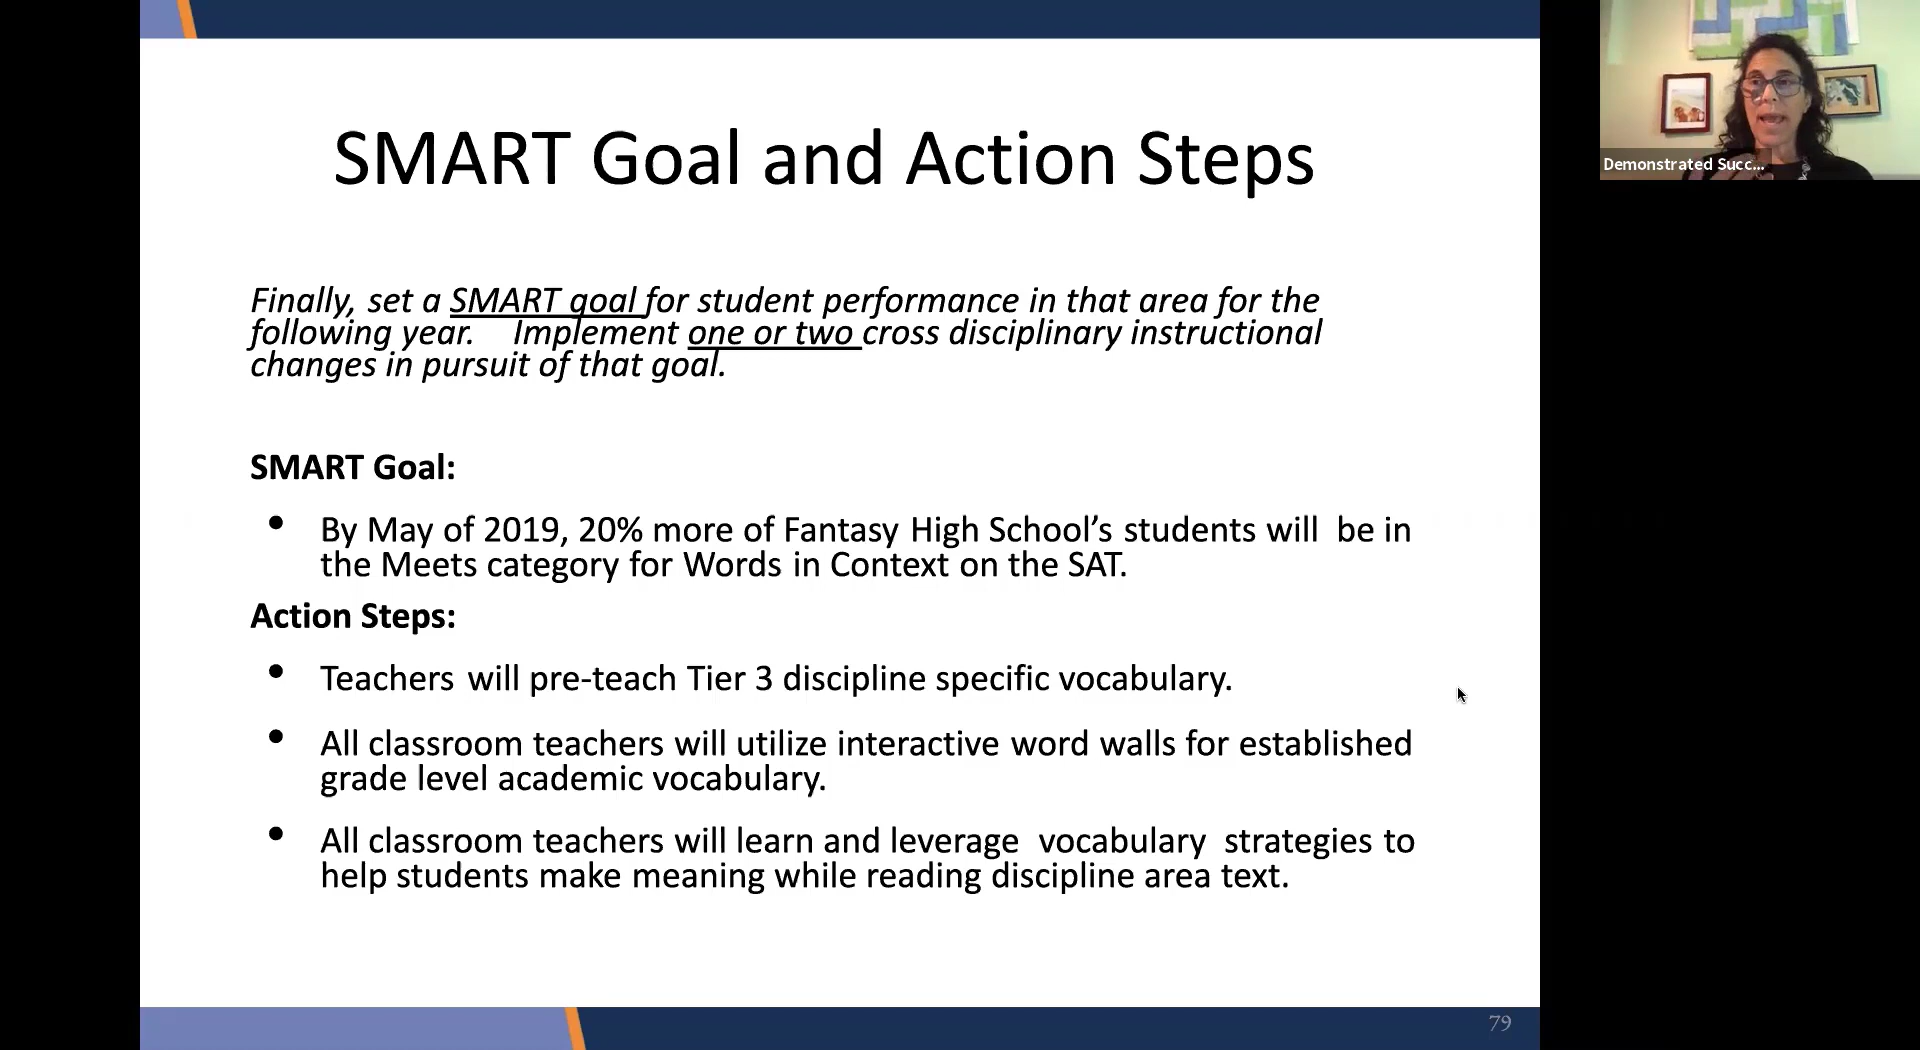 SMART Goal and Action Steps
Finally, set a SMART goal for student performance in that area for the
following year. Implement one or two cross disciplinary instructional
changes in pursuit of that goal.
SMART Goal:
• By May of 2019, 20% more of Fantasy High School’s students will be in
the Meets category for Words in Context on the SAT.
Action Steps:
• Teachers will pre-teach Tier 3 discipline specific vocabulary.
• All classroom teachers will utilize interactive word walls for established
grade level academic vocabulary.
• All classroom teachers will learn and leverage vocabulary strategies to
help students make meaning while reading discipline area text.
79
Demonstrated Succ...